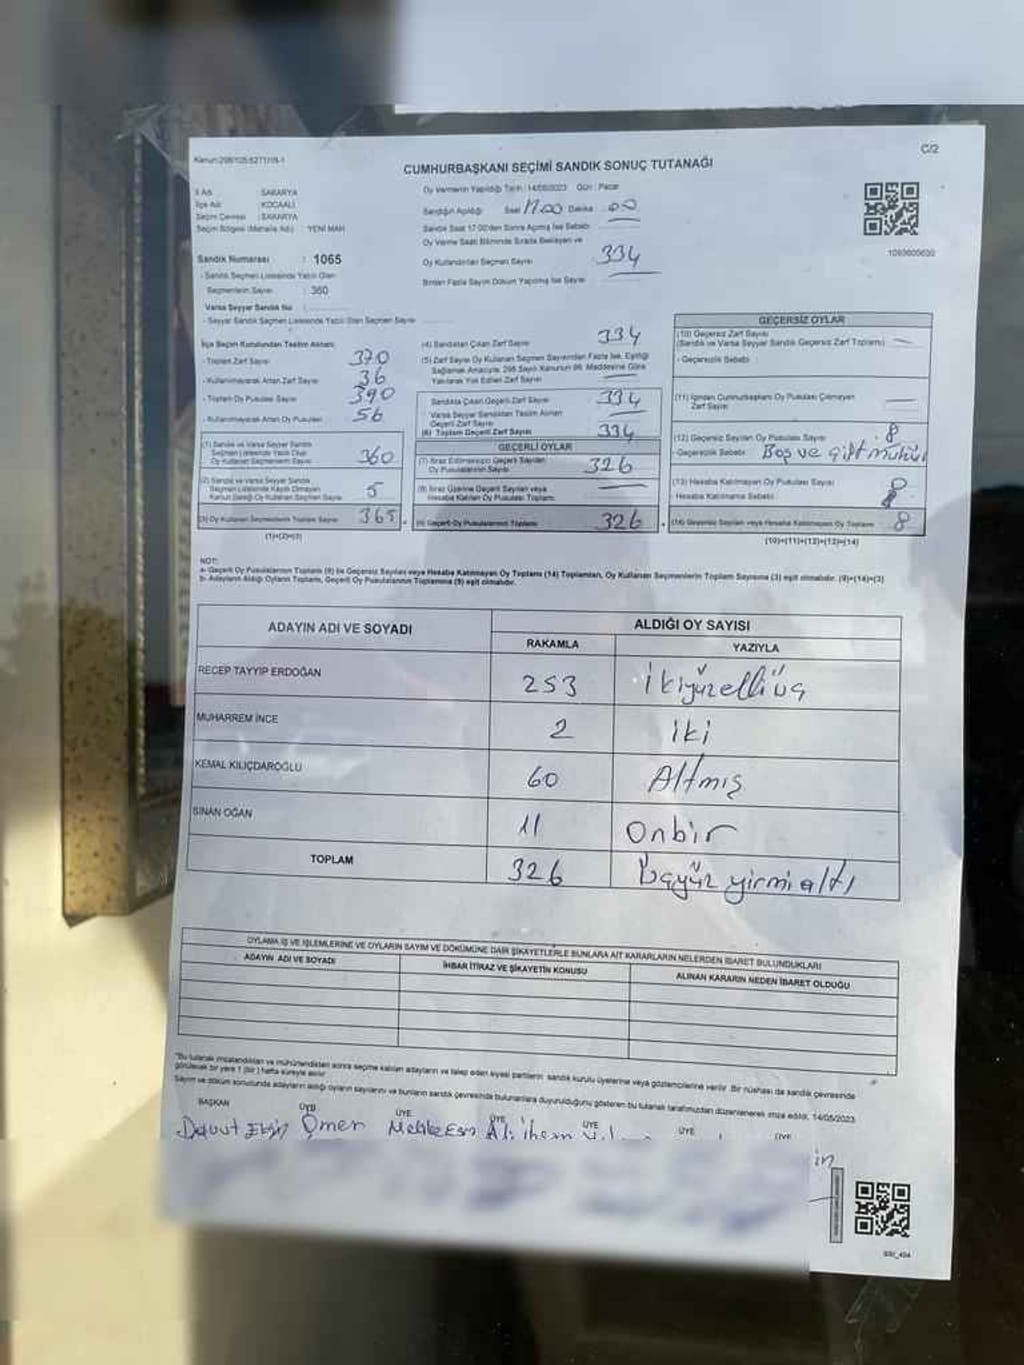 Kanun:298/105;6271/19-1
C/2
CUMHURBAŞKANI SEÇİMİ SANDIK SONUÇ TUTANAĞI
İl Adı : SAKARYA
İlçe Adı : KOCAALİ
Seçim Çevresi : SAKARYA
Seçim Bölgesi (Mahalle Adı) : YENİ MAH
Oy Vermenin Yapıldığı Tarih : 14/05/2023 Gün : Pazar
Sandığın Açıldığı Saat 17.00 Dakika 00
Sandık Saat 17.00'den Sonra Açılmış İse Sebebi
Oy Verme Saati Bitiminde Sırada Bekleyen ve
Oy Kullandırılan Seçmen Sayısı 334
Birden Fazla Sayım Döküm Yapılmış İse Sayısı
1093605630
Sandık Numarası : 1065
- Sandık Seçmen Listesinde Yazılı Olan
Seçmenlerin Sayısı : 360
Varsa Seyyar Sandık No :
- Seyyar Sandık Seçmen Listesinde Yazılı Olan Seçmen Sayısı
İlçe Seçim Kurulundan Teslim Alınan:
- Toplam Zarf Sayısı 370
- Kullanılmayarak Artan Zarf Sayısı 36
- Toplam Oy Pusulası Sayısı 390
- Kullanılmayarak Artan Oy Pusulası 56
(1) Sandık ve Varsa Seyyar Sandık
Seçmen Listesinde Yazılı Olup
Oy Kullanan Seçmenlerin Sayısı 360
(2) Sandık ve Varsa Seyyar Sandık
Seçmen Listesinde Kayıtlı Olmayan
Kanun Gereği Oy Kullanan Seçmen Sayısı 5
(3) Oy Kullanan Seçmenlerin Toplam Sayısı 365
(1)+(2)=(3)
(4) Sandıktan Çıkan Zarf Sayısı 334
(5) Zarf Sayısı Oy Kullanan Seçmen Sayısından Fazla İse, Eşitliği
Sağlamak Amacıyla, 298 Sayılı Kanunun 98. Maddesine Göre
Yakılarak Yok Edilen Zarf Sayısı
Sandıkta Çıkan Geçerli Zarf Sayısı 334
Varsa Seyyar Sandıktan Teslim Alınan
Geçerli Zarf Sayısı
(6) Toplam Geçerli Zarf Sayısı 334
GEÇERLİ OYLAR
(7) İtiraz Edilmeksizin Geçerli Sayılan
Oy Pusulalarının Sayısı 326
(8) İtiraz Üzerine Geçerli Sayılan veya
Hesaba Katılan Oy Pusulası Toplamı
(9) Geçerli Oy Pusulalarının Toplamı 326
GEÇERSİZ OYLAR
(10) Geçersiz Zarf Sayısı
(Sandık ve Varsa Seyyar Sandık Geçersiz Zarf Toplamı)
- Geçersizlik Sebebi
(11) İçinden Cumhurbaşkanı Oy Pusulası Çıkmayan
Zarf Sayısı
(12) Geçersiz Sayılan Oy Pusulası Sayısı 8
- Geçersizlik Sebebi Boş ve çift mühür
(13) Hesaba Katılmayan Oy Pusulası Sayısı
- Hesaba Katılmama Sebebi
(14) Geçersiz Sayılan veya Hesaba Katılmayan Oy Toplamı 8
(10)+(11)+(12)+(13)=(14)
NOT:
a- Geçerli Oy Pusulalarının Toplamı (9) ile Geçersiz Sayılan veya Hesaba Katılmayan Oy Toplamı (14) Toplamları, Oy Kullanan Seçmenlerin Toplam Sayısına (3) eşit olmalıdır. (9)+(14)=(3)
b- Adayların Aldığı Oyların Toplamı, Geçerli Oy Pusulalarının Toplamına (9) eşit olmalıdır.
ADAYIN ADI VE SOYADI
ALDIĞI OY SAYISI
RAKAMLA YAZIYLA
RECEP TAYYIP ERDOĞAN 253 ikiyüzelliüç
MUHARREM İNCE 2 iki
KEMAL KILIÇDAROĞLU 60 Altmış
SİNAN OĞAN 11 Onbir
TOPLAM 326 üçyüz yirmi altı
OYLAMA İŞ VE İŞLEMLERİNE VE OYLARIN SAYIM VE DÖKÜMÜNE DAİR ŞİKAYETLERLE BUNLARA AİT KARARLARIN NELERDEN İBARET BULUNDUKLARI
ADAYIN ADI VE SOYADI İHBAR İTİRAZ VE ŞİKAYETİN KONUSU ALINAN KARARIN NEDEN İBARET OLDUĞU
"Bu tutanak imzalandıktan ve mühürlendikten sonra seçime katılan adayların ve talep eden siyasi partilerin sandık kurulu üyelerine veya gözlemcilerine verilir. Bir nüshası da sandık çevresinde
görülecek bir yere 1 (bir) hafta süreyle asılır
Sayım ve döküm sonucunda adayların aldığı oyların sayılarını ve bunların sandık çevresinde bulunanlara duyurulduğunu gösteren bu tutanak tarafımızdan düzenlenerek imza edildi. 14/05/2023
BAŞKAN ÜYE ÜYE ÜYE ÜYE ÜYE ÜYE
Davut Ömer Ali ihsan
in